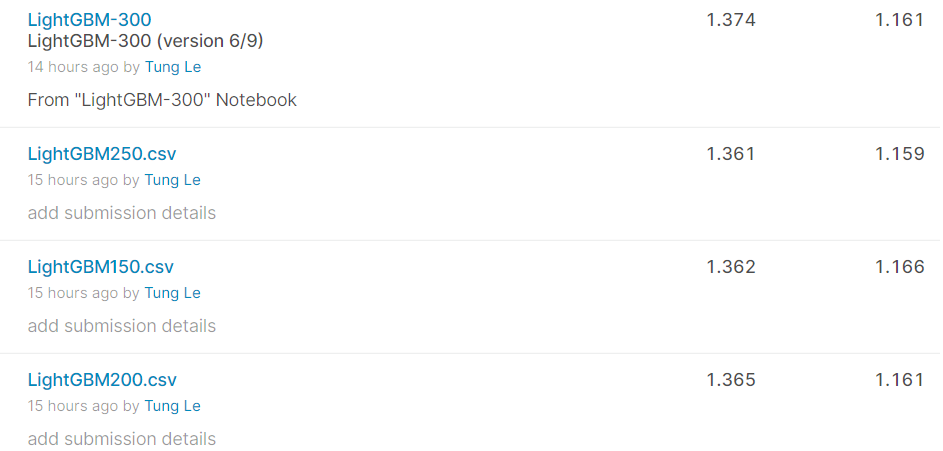 LightGBM-300 1.374 1.161
LightGBM-300 (version 6/9)
14 hours ago by Tung Le
From "LightGBM-300" Notebook
LightGBM250.csv 1.361 1.159
15 hours ago by Tung Le
add submission details
LightGBM150.csv 1.362 1.166
15 hours ago by Tung Le
add submission details
LightGBM200.csv 1.365 1.161
15 hours ago by Tung Le
add submission details